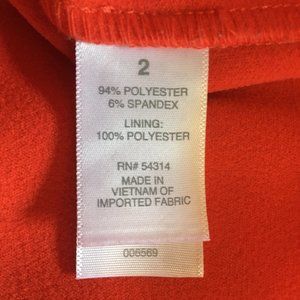 2
94% POLYESTER
6% SPANDEX
LINING:
100% POLYESTER
RN# 54314
MADE IN
VIETNAM OF
IMPORTED FABRIC
006569